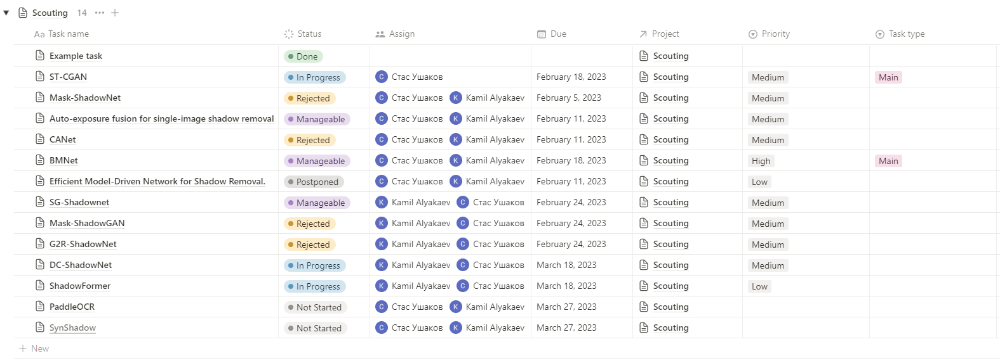 Scouting 14
Aa Task name Status Assign Due Project Priority Task type
Example task Done Scouting
ST-CGAN In Progress С Стас Ушаков February 18, 2023 Scouting Medium Main
Mask-ShadowNet Rejected С Стас Ушаков K Kamil Alyakaev February 5, 2023 Scouting Medium
Auto-exposure fusion for single-image shadow removal Manageable С Стас Ушаков K Kamil Alyakaev February 11, 2023 Scouting Medium
CANet Rejected С Стас Ушаков K Kamil Alyakaev February 11, 2023 Scouting Medium
BMNet Manageable С Стас Ушаков K Kamil Alyakaev February 18, 2023 Scouting High Main
Efficient Model-Driven Network for Shadow Removal. Postponed С Стас Ушаков K Kamil Alyakaev February 11, 2023 Scouting Low
SG-Shadownet Manageable K Kamil Alyakaev С Стас Ушаков February 24, 2023 Scouting Medium
Mask-ShadowGAN Rejected K Kamil Alyakaev С Стас Ушаков February 24, 2023 Scouting Medium
G2R-ShadowNet Rejected K Kamil Alyakaev С Стас Ушаков February 24, 2023 Scouting Medium
DC-ShadowNet In Progress K Kamil Alyakaev С Стас Ушаков March 18, 2023 Scouting Medium
ShadowFormer In Progress K Kamil Alyakaev С Стас Ушаков March 18, 2023 Scouting Low
PaddleOCR Not Started С Стас Ушаков K Kamil Alyakaev March 27, 2023 Scouting
SynShadow Not Started С Стас Ушаков K Kamil Alyakaev March 27, 2023 Scouting
+ New